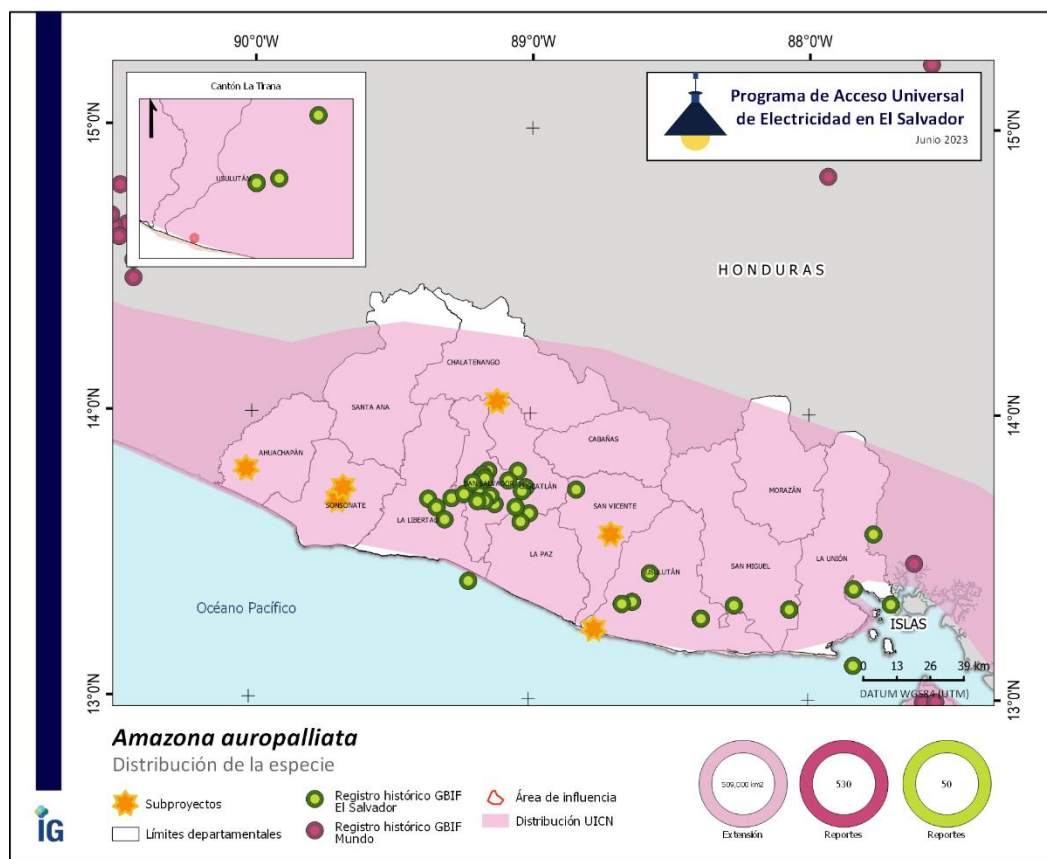 90°0'W
89°0'W
88°0'W
Cantón La Tirana
USULUTÁN
Programa de Acceso Universal
de Electricidad en El Salvador
Junio 2023
15°0'N
15°0'N
HONDURAS
CHALATENANGO
SANTA ANA
14°0'N
14°0'N
CABAÑAS
AHUACHAPÁN
SONSONATE
LA LIBERTAD
SAN VICENTE
MORAZÁN
LA PAZ
SAN MIGUEL
LA UNIÓN
Océano Pacífico
ISLAS
0 13 26 39 km
DATUM WGS84 (UTM)
13°0'N
13°0'N
Amazona auropalliata
Distribución de la especie
Subproyectos
Límites departamentales
Registro histórico GBIF
El Salvador
Registro histórico GBIF
Mundo
Área de influencia
Distribución UICN
509,000 km2
Extensión
530
Reportes
50
Reportes
IG